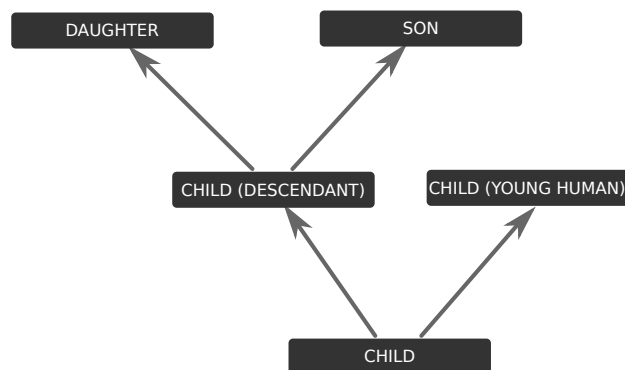 DAUGHTER
SON
CHILD (DESCENDANT)
CHILD (YOUNG HUMAN)
CHILD